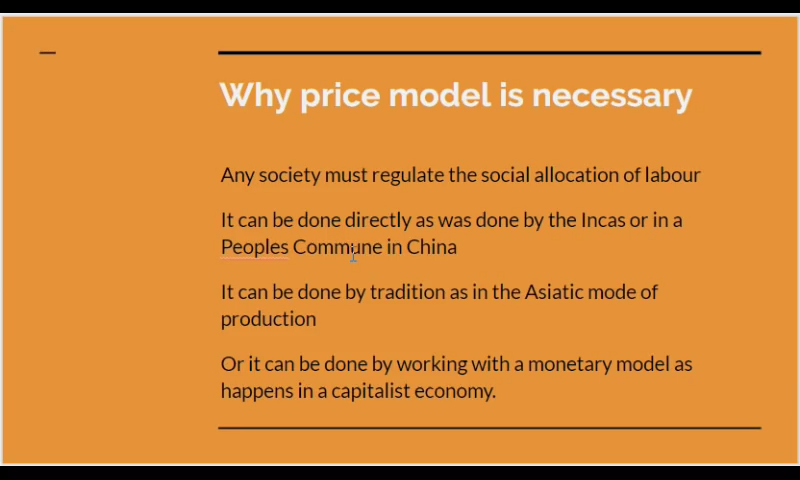 Why price model is necessary
Any society must regulate the social allocation of labour
It can be done directly as was done by the Incas or in a
Peoples Commune in China
It can be done by tradition as in the Asiatic mode of
production
Or it can be done by working with a monetary model as
happens in a capitalist economy.